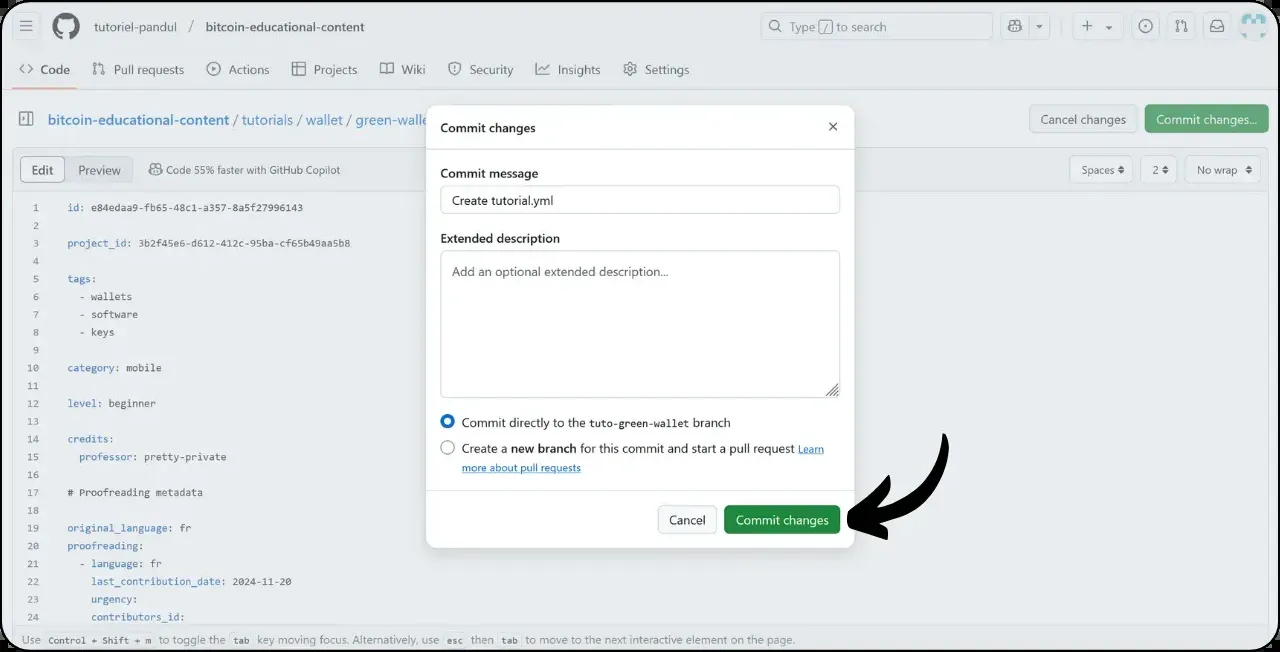 tutoriel-pandul / bitcoin-educational-content
Type / to search
Code Pull requests Actions Projects Wiki Security Insights Settings
bitcoin-educational-content / tutorials / wallet / green-walle
Cancel changes Commit changes...
Edit Preview Code 55% faster with GitHub Copilot
Spaces 2 No wrap
1 id: e84edaa9-fb65-48c1-a357-8a5f27996143
2
3 project_id: 3b2f45e6-d612-412c-95ba-cf65b49aa5b8
4
5 tags:
6 - wallets
7 - software
8 - keys
9
10 category: mobile
11
12 level: beginner
13
14 credits:
15 professor: pretty-private
16
17 # Proofreading metadata
18
19 original_language: fr
20 proofreading:
21 - language: fr
22 last_contribution_date: 2024-11-20
23 urgency:
24 contributors_id:
Commit changes
Commit message
Create tutorial.yml
Extended description
Add an optional extended description...
Commit directly to the tuto-green-wallet branch
Create a new branch for this commit and start a pull request Learn
more about pull requests
Cancel Commit changes
Use Control + Shift + m to toggle the tab key moving focus. Alternatively, use esc then tab to move to the next interactive element on the page.